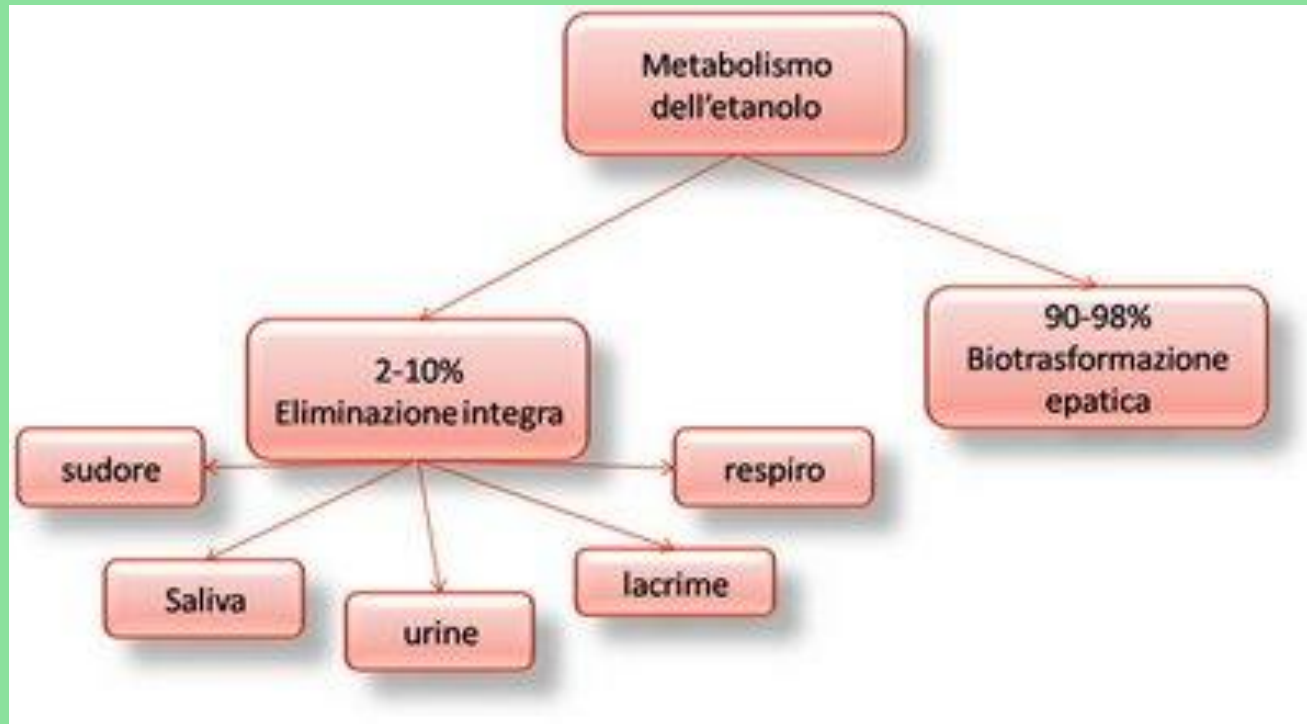 Metabolismo
dell'etanolo
90-98%
Biotrasformazione
epatica
2-10%
Eliminazione integra
sudore
respiro
Saliva
urine
lacrime